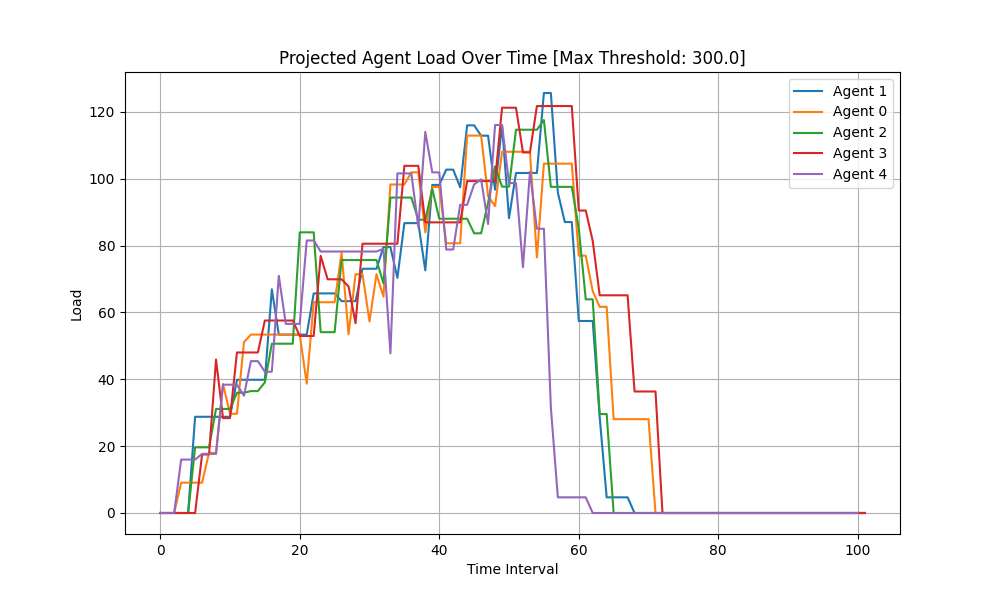 Projected Agent Load Over Time [Max Threshold: 300.0]
Load
120
100
80
60
40
20
0
Agent 1
Agent 0
Agent 2
Agent 3
Agent 4
0 20 40 60 80 100
Time Interval